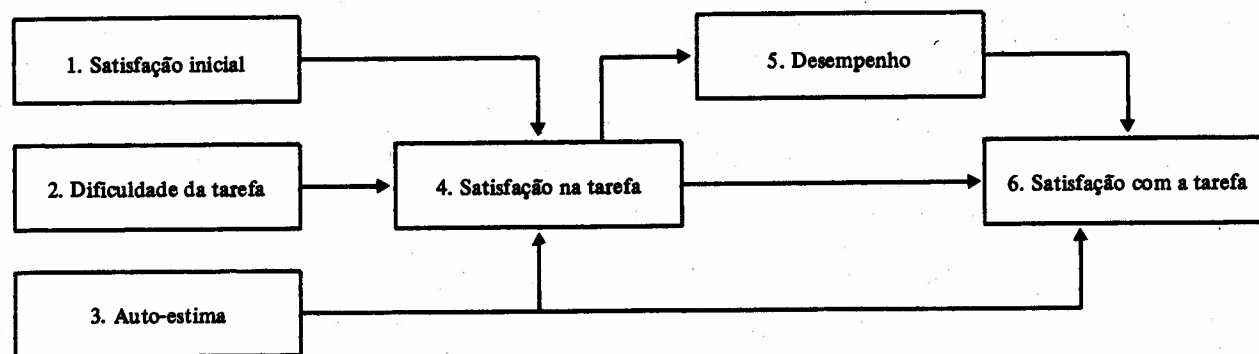 1. Satisfação inicial
5. Desempenho
2. Dificuldade da tarefa
4. Satisfação na tarefa
6. Satisfação com a tarefa
3. Auto-estima